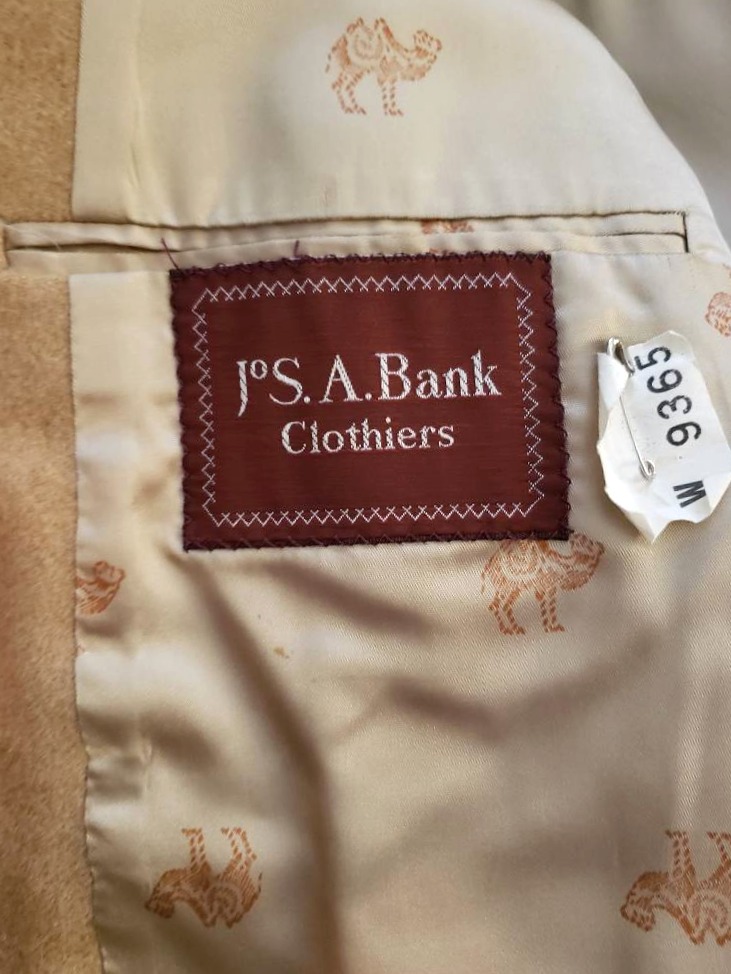 JoS. A. Bank
Clothiers
W 9365